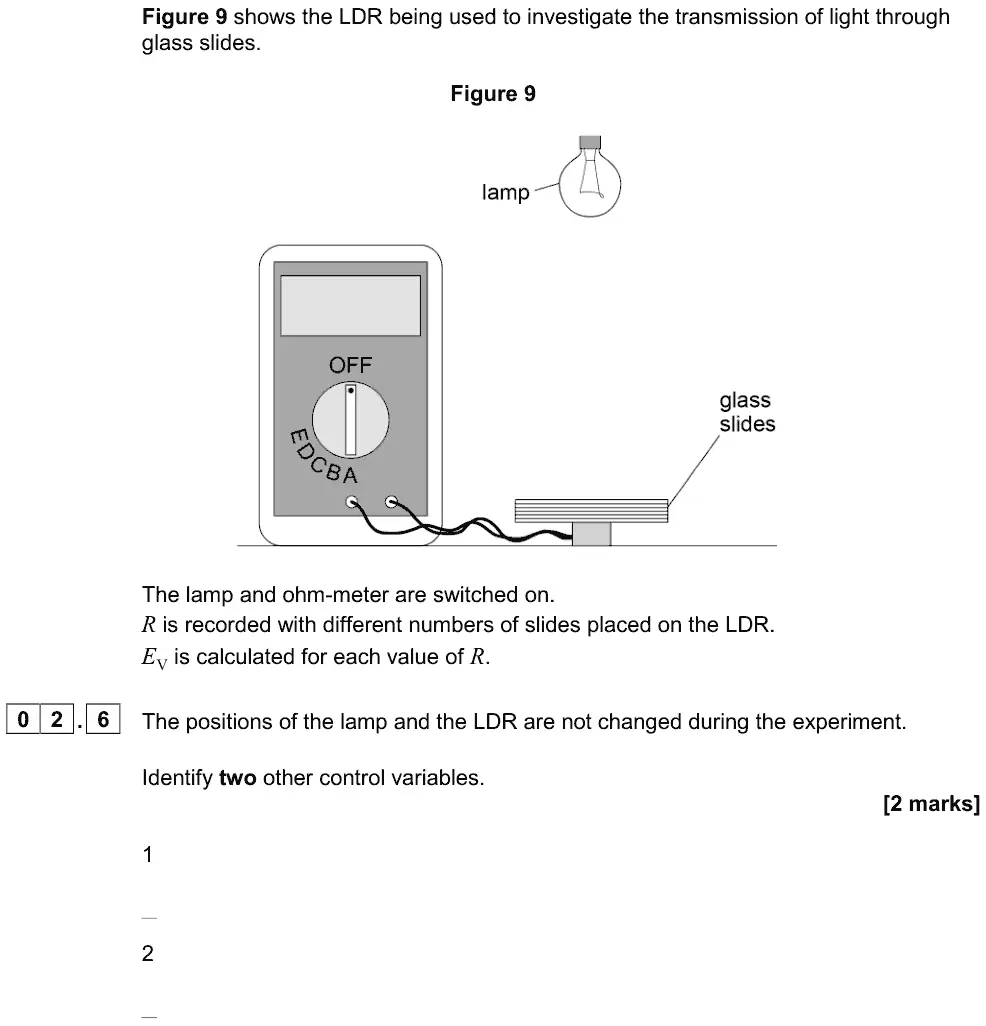 Figure 9 shows the LDR being used to investigate the transmission of light through
glass slides.
Figure 9
lamp
OFF
EDCBA
glass
slides
The lamp and ohm-meter are switched on.
R is recorded with different numbers of slides placed on the LDR.
EV is calculated for each value of R.
0 2 . 6 The positions of the lamp and the LDR are not changed during the experiment.
Identify two other control variables.
[2 marks]
1
2